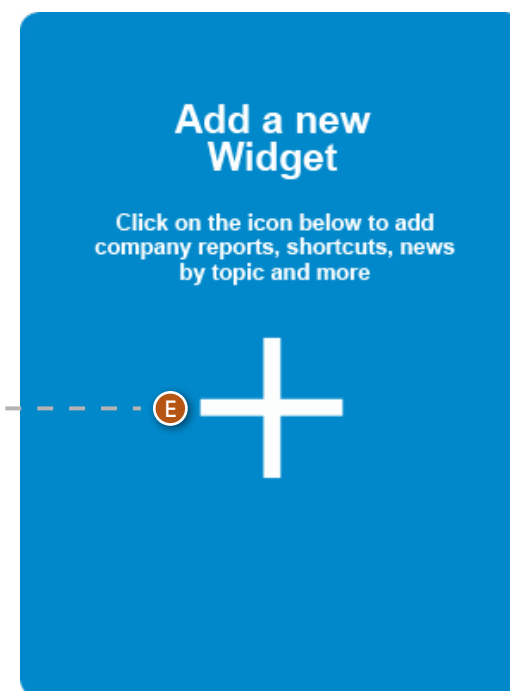 Add a new
Widget
Click on the icon below to add
company reports, shortcuts, news
by topic and more
E